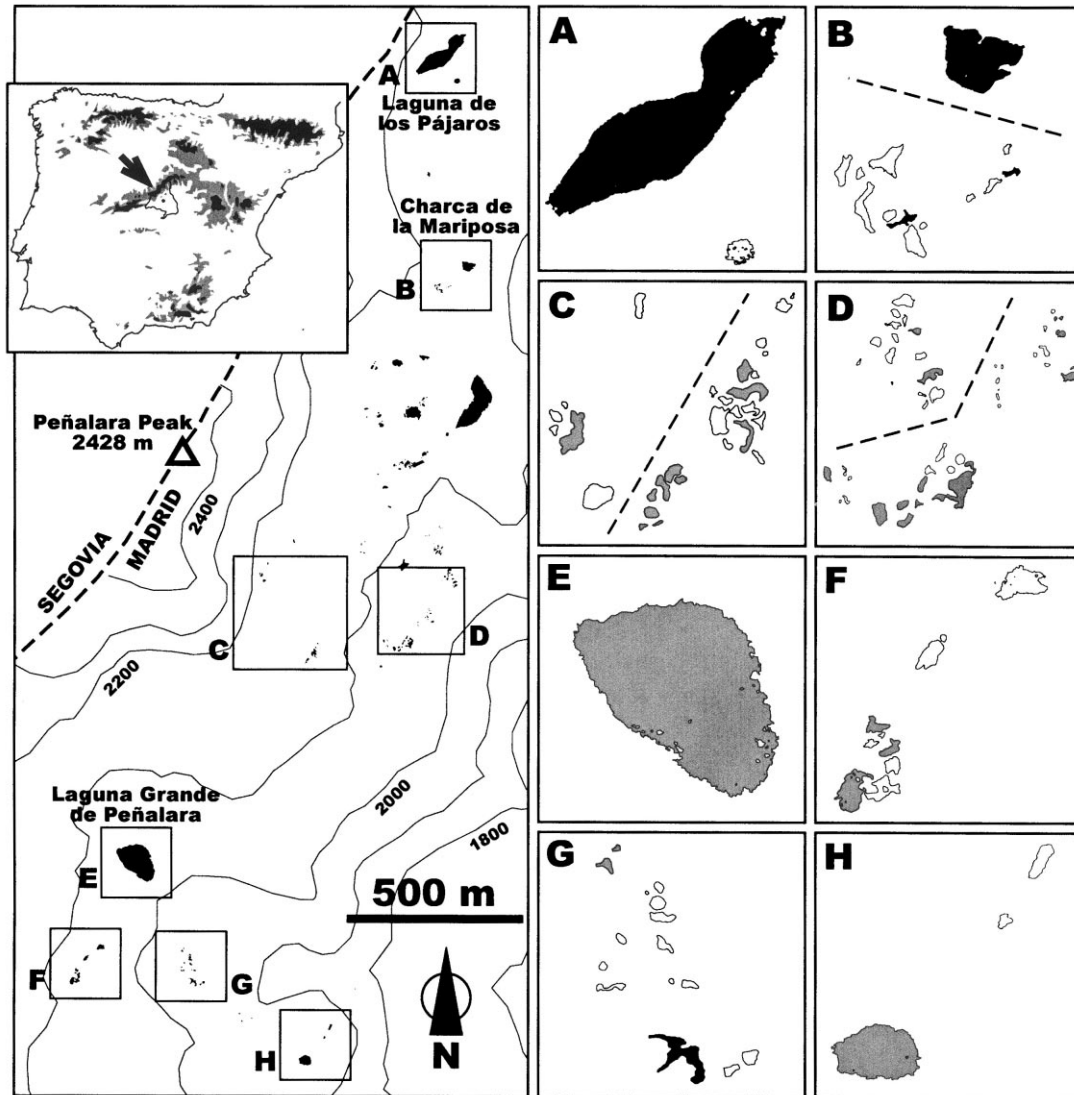 A
Laguna de
los Pájaros
Charca de
la Mariposa
B
Peñalara Peak
2428 m
SEGOVIA
MADRID
2400
2200
C
D
Laguna Grande
de Peñalara
E
2000
1800
500 m
F
G
H
N
A
B
C
D
E
F
G
H